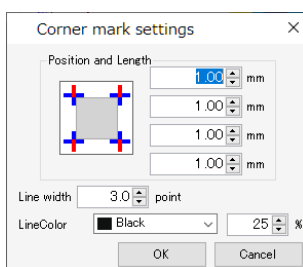 Corner mark settings
Position and Length
1.00 mm
1.00 mm
1.00 mm
1.00 mm
Line width 3.0 point
LineColor Black 25 %
OK Cancel